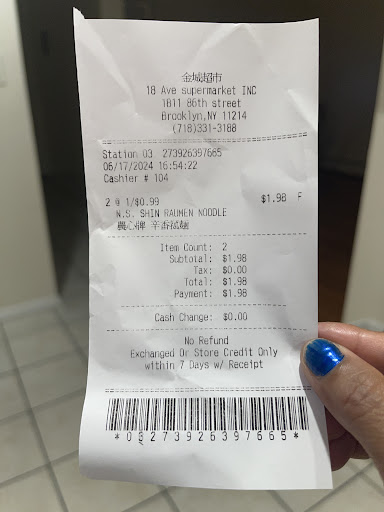 金城超市
18 Ave supermarket INC
1811 86th street
Brooklyn,NY 11214
(718)331-3188
Station 03 273926397665
06/17/2024 16:54:22
Cashier # 104
2 @ 1/$0.99 $1.98 F
N.S. SHIN RAUMEN NOODLE
農心牌 辛香拉麵
Item Count: 2
Subtotal: $1.98
Tax: $0.00
Total: $1.98
Payment: $1.98
Cash Change: $0.00
No Refund
Exchanged Or Store Credit Only
within 7 Days w/ Receipt
*0273926397665*